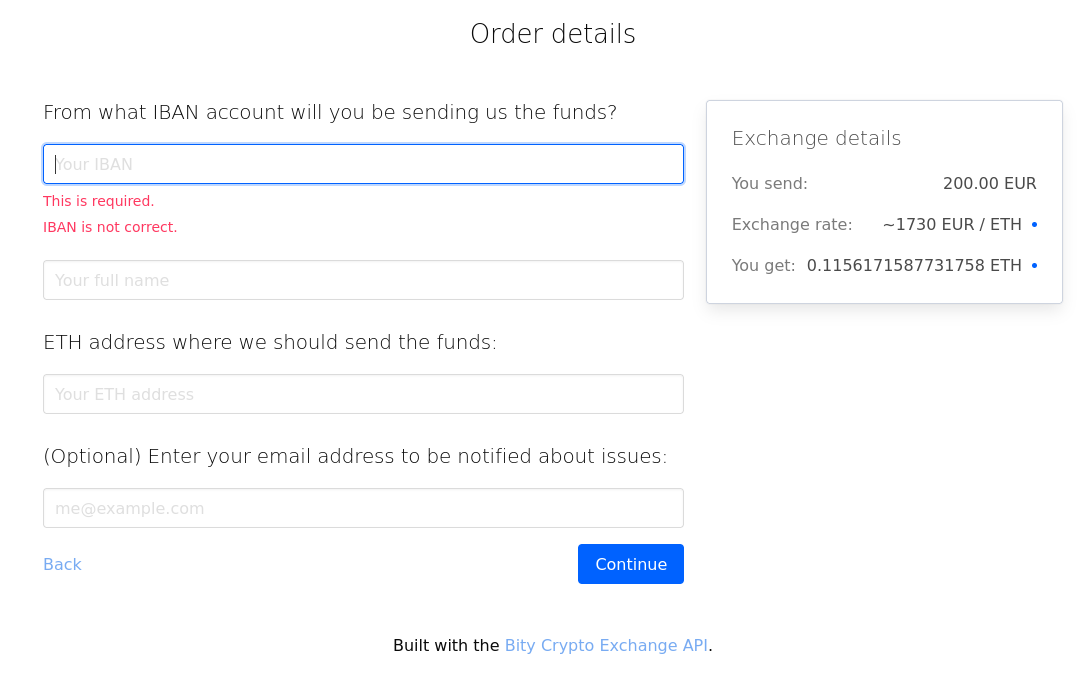 Order details
From what IBAN account will you be sending us the funds?
Your IBAN
This is required.
IBAN is not correct.
Your full name
ETH address where we should send the funds:
Your ETH address
(Optional) Enter your email address to be notified about issues:
me@example.com
Back
Continue
Exchange details
You send: 200.00 EUR
Exchange rate: ~1730 EUR / ETH
You get: 0.1156171587731758 ETH
Built with the Bity Crypto Exchange API.